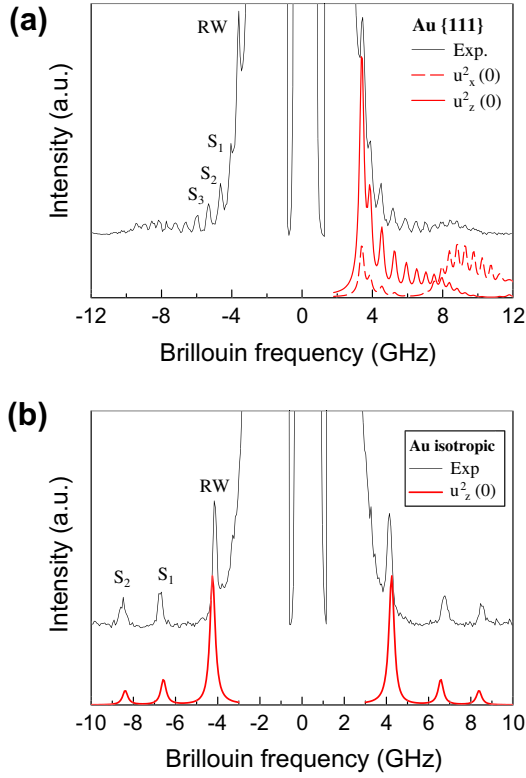 (a)
Au {111}
Exp.
u²ₓ(0)
u²_z(0)
RW
S₁
S₂
S₃
Intensity (a.u.)
-12 -8 -4 0 4 8 12
Brillouin frequency (GHz)
(b)
Au isotropic
Exp
u²_z(0)
RW
S₂ S₁
Intensity (a.u.)
-10 -8 -6 -4 -2 0 2 4 6 8 10
Brillouin frequency (GHz)